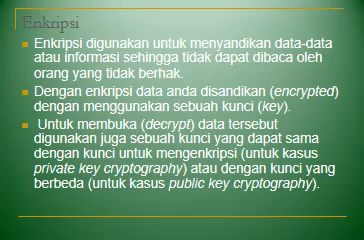 Enkripsi
Enkripsi digunakan untuk menyandikan data-data
atau informasi sehingga tidak dapat dibaca oleh
orang yang tidak berhak.
Dengan enkripsi data anda disandikan (encrypted)
dengan menggunakan sebuah kunci (key).
Untuk membuka (decrypt) data tersebut
digunakan juga sebuah kunci yang dapat sama
dengan kunci untuk mengenkripsi (untuk kasus
private key cryptography) atau dengan kunci yang
berbeda (untuk kasus public key cryptography).